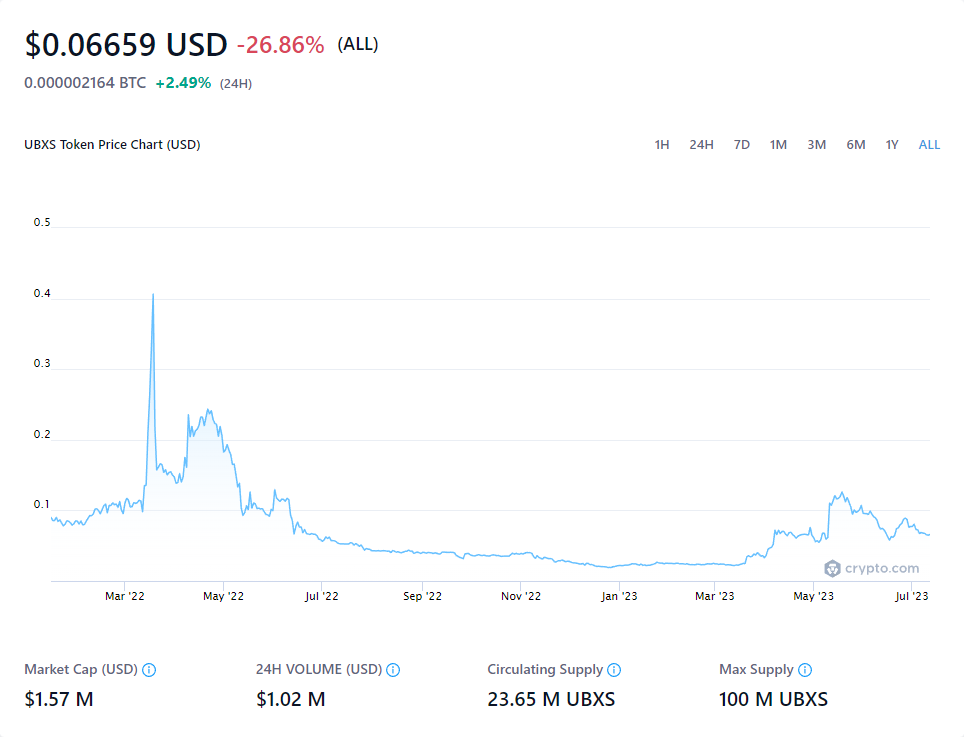 $0.06659 USD -26.86% (ALL)
0.000002164 BTC +2.49% (24H)
UBXS Token Price Chart (USD) 1H 24H 7D 1M 3M 6M 1Y ALL
0.5
0.4
0.3
0.2
0.1
crypto.com
Mar '22 May '22 Jul '22 Sep '22 Nov '22 Jan '23 Mar '23 May '23 Jul '23
Market Cap (USD) 24H VOLUME (USD) Circulating Supply Max Supply
$1.57 M $1.02 M 23.65 M UBXS 100 M UBXS